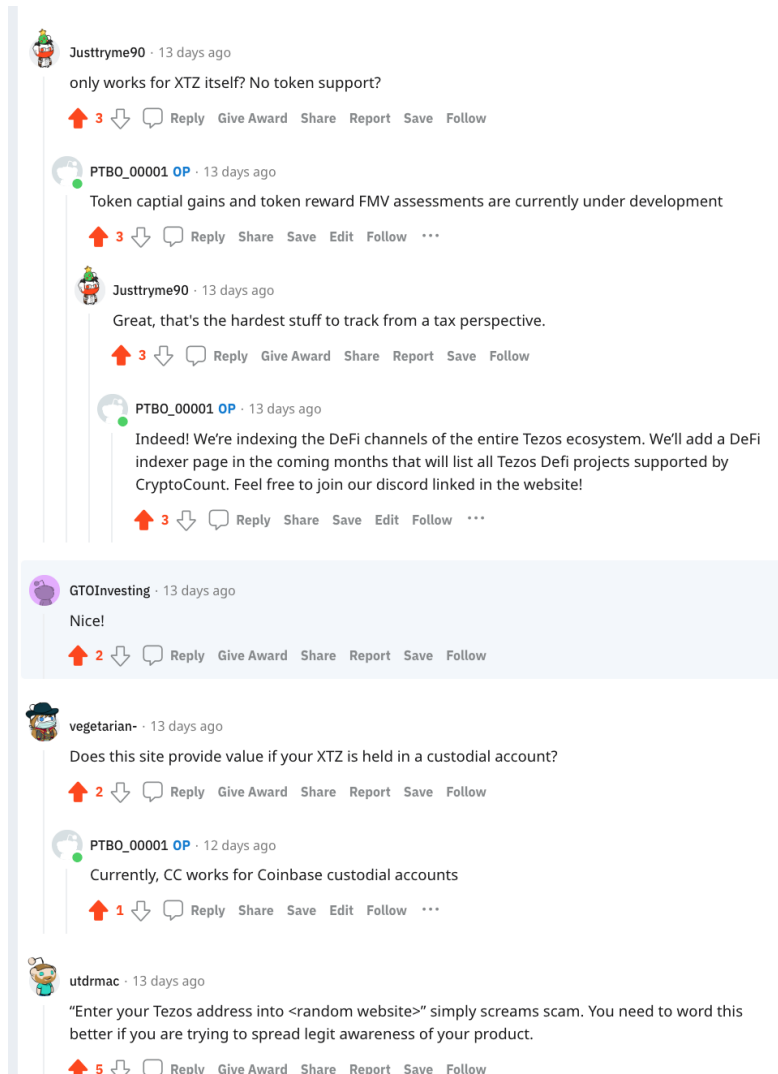 Justtryme90 · 13 days ago
only works for XTZ itself? No token support?
3 Reply Give Award Share Report Save Follow
PTBO_00001 OP · 13 days ago
Token captial gains and token reward FMV assessments are currently under development
3 Reply Share Save Edit Follow ···
Justtryme90 · 13 days ago
Great, that's the hardest stuff to track from a tax perspective.
3 Reply Give Award Share Report Save Follow
PTBO_00001 OP · 13 days ago
Indeed! We’re indexing the DeFi channels of the entire Tezos ecosystem. We’ll add a DeFi
indexer page in the coming months that will list all Tezos Defi projects supported by
CryptoCount. Feel free to join our discord linked in the website!
3 Reply Share Save Edit Follow ···
GTOInvesting · 13 days ago
Nice!
2 Reply Give Award Share Report Save Follow
vegetarian- · 13 days ago
Does this site provide value if your XTZ is held in a custodial account?
2 Reply Give Award Share Report Save Follow
PTBO_00001 OP · 12 days ago
Currently, CC works for Coinbase custodial accounts
1 Reply Share Save Edit Follow ···
utdrmac · 13 days ago
“Enter your Tezos address into <random website>” simply screams scam. You need to word this
better if you are trying to spread legit awareness of your product.
5 Reply Give Award Share Report Save Follow